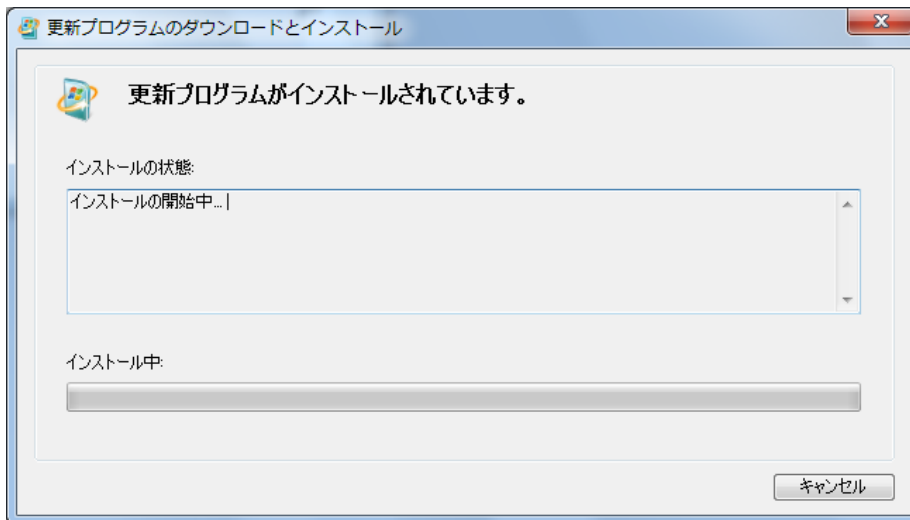 更新プログラムのダウンロードとインストール
更新プログラムがインストールされています。
インストールの状態:
インストールの開始中...
インストール中:
キャンセル